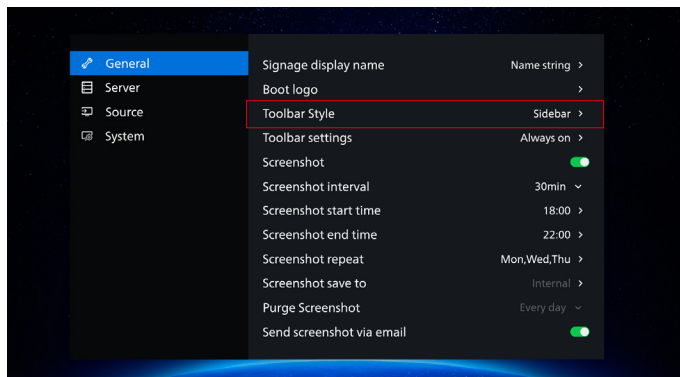 General
Server
Source
System
Signage display name Name string
Boot logo
Toolbar Style Sidebar
Toolbar settings Always on
Screenshot
Screenshot interval 30min
Screenshot start time 18:00
Screenshot end time 22:00
Screenshot repeat Mon,Wed,Thu
Screenshot save to Internal
Purge Screenshot Every day
Send screenshot via email